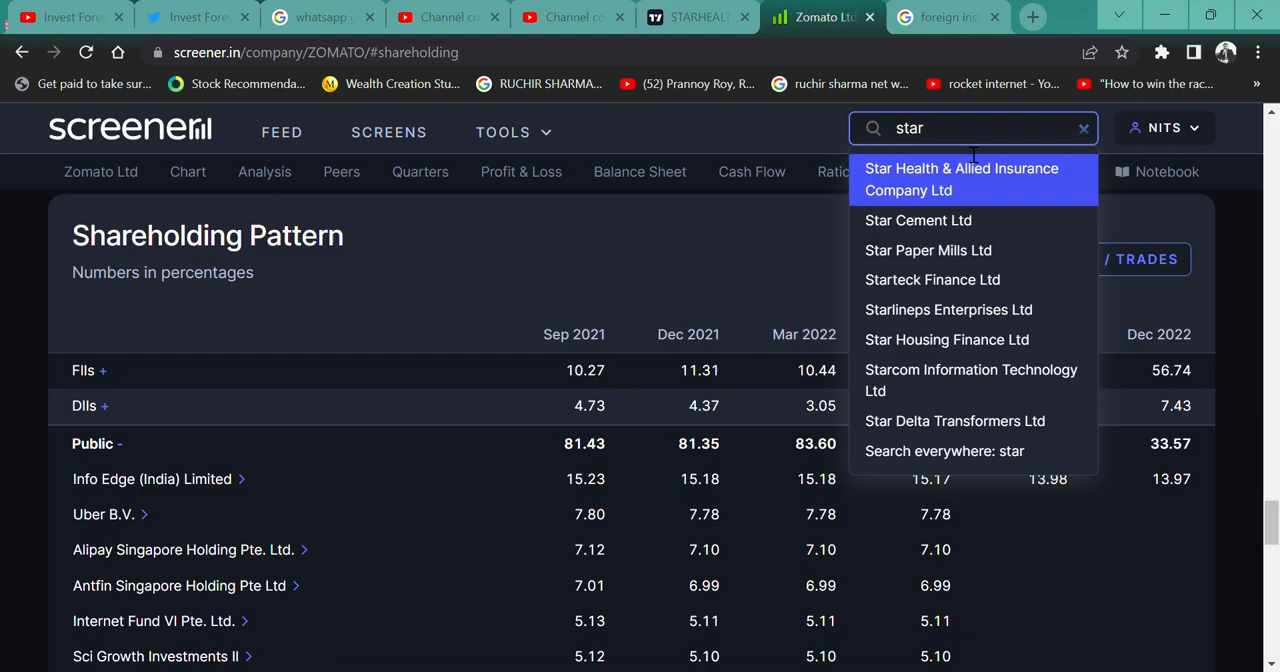 Invest Fore
Invest Fore
whatsapp g
Channel co
Channel co
STARHEAL
Zomato Ltd
foreign inst
screener.in/company/ZOMATO/#shareholding
Get paid to take sur... Stock Recommenda... Wealth Creation Stu... RUCHIR SHARMA... (52) Prannoy Roy, R... ruchir sharma net w... rocket internet - Yo... "How to win the rac... »
screener FEED SCREENS TOOLS star NITS
Zomato Ltd Chart Analysis Peers Quarters Profit & Loss Balance Sheet Cash Flow Ratio Notebook
Star Health & Allied Insurance
Company Ltd
Star Cement Ltd
Star Paper Mills Ltd
Starteck Finance Ltd
Starlineps Enterprises Ltd
Star Housing Finance Ltd
Starcom Information Technology
Ltd
Star Delta Transformers Ltd
Search everywhere: star
Shareholding Pattern
Numbers in percentages
/ TRADES
Sep 2021 Dec 2021 Mar 2022 Dec 2022
FIIs + 10.27 11.31 10.44 56.74
DIIs + 4.73 4.37 3.05 7.43
Public - 81.43 81.35 83.60 33.57
Info Edge (India) Limited > 15.23 15.18 15.18 15.17 13.98 13.97
Uber B.V. > 7.80 7.78 7.78 7.78
Alipay Singapore Holding Pte. Ltd. > 7.12 7.10 7.10 7.10
Antfin Singapore Holding Pte Ltd > 7.01 6.99 6.99 6.99
Internet Fund VI Pte. Ltd. > 5.13 5.11 5.11 5.11
Sci Growth Investments II > 5.12 5.10 5.10 5.10